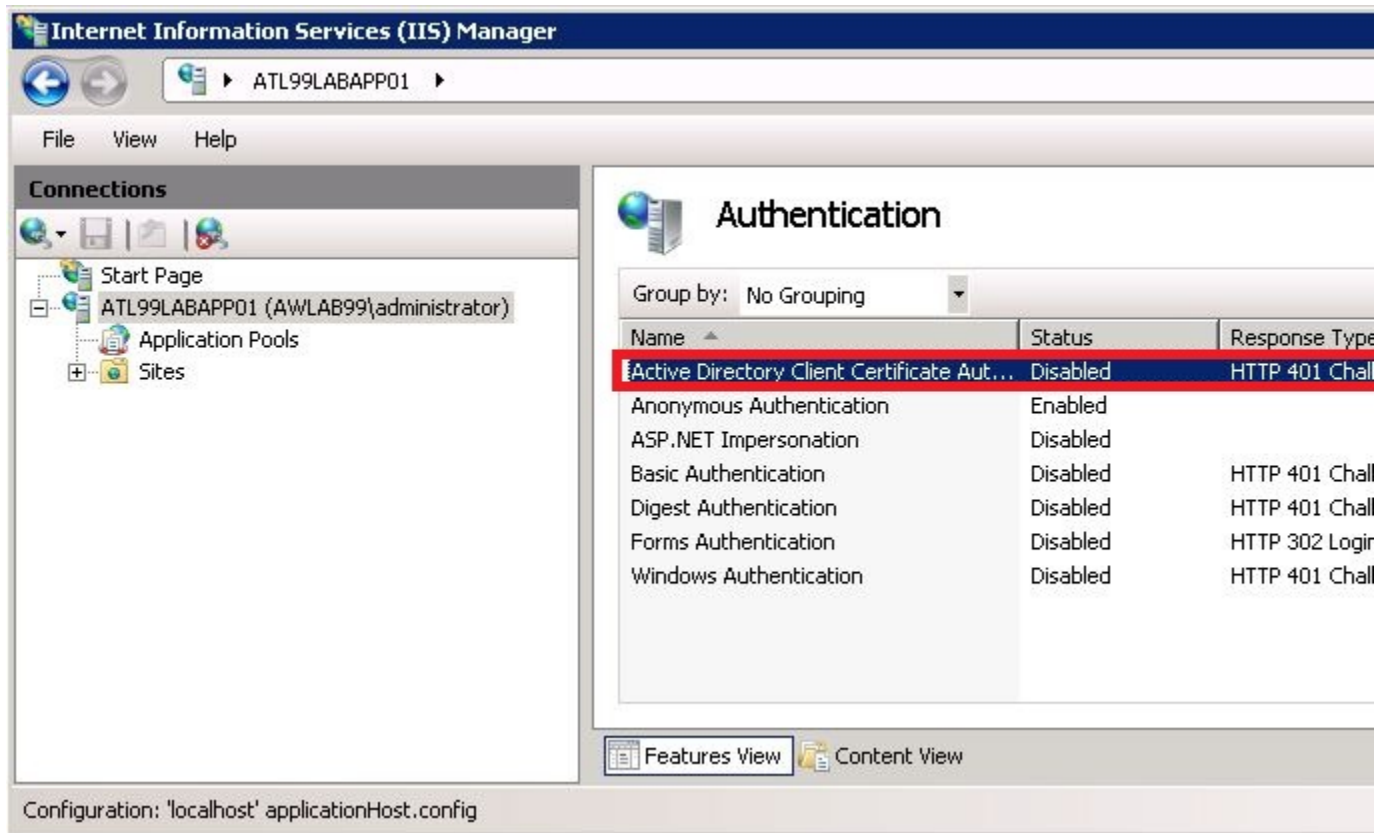 Internet Information Services (IIS) Manager
ATL99LABAPP01
File View Help
Connections
Start Page
ATL99LABAPP01 (AWLAB99\administrator)
Application Pools
Sites
Authentication
Group by: No Grouping
Name Status Response Type
Active Directory Client Certificate Aut... Disabled HTTP 401 Chall
Anonymous Authentication Enabled
ASP.NET Impersonation Disabled
Basic Authentication Disabled HTTP 401 Chall
Digest Authentication Disabled HTTP 401 Chall
Forms Authentication Disabled HTTP 302 Login
Windows Authentication Disabled HTTP 401 Chall
Features View Content View
Configuration: 'localhost' applicationHost.config